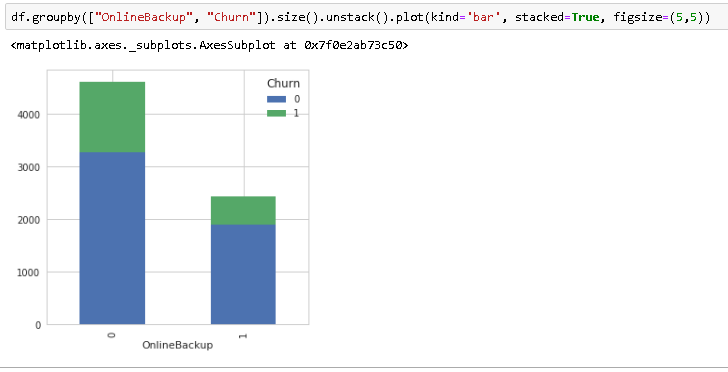 df.groupby(["OnlineBackup", "Churn"]).size().unstack().plot(kind='bar', stacked=True, figsize=(5,5))
<matplotlib.axes._subplots.AxesSubplot at 0x7f0e2ab73c50>
Churn
0
1
4000
3000
2000
1000
0
0
1
OnlineBackup